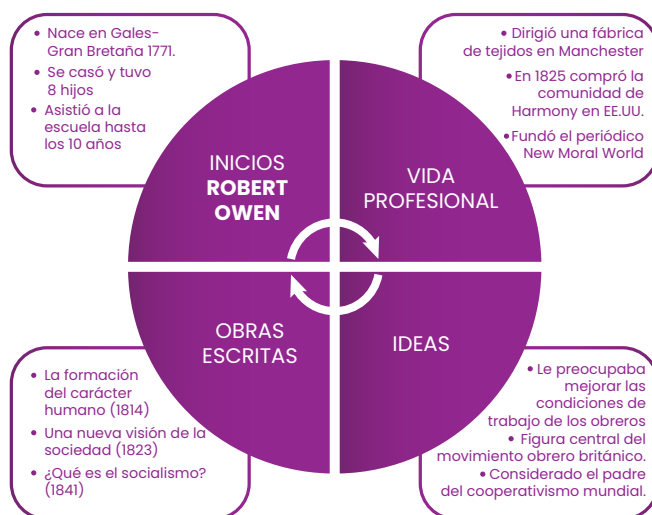 • Nace en Gales-
Gran Bretaña 1771.
• Se casó y tuvo
8 hijos
• Asistió a la
escuela hasta
los 10 años
INICIOS
ROBERT
OWEN
• Dirigió una fábrica
de tejidos en Manchester
• En 1825 compró la
comunidad de
Harmony en EE.UU.
• Fundó el periódico
New Moral World
VIDA
PROFESIONAL
OBRAS
ESCRITAS
• La formación
del carácter
humano (1814)
• Una nueva visión de la
sociedad (1823)
• ¿Qué es el socialismo?
(1841)
IDEAS
• Le preocupaba
mejorar las
condiciones de
trabajo de los obreros
• Figura central del
movimiento obrero británico.
• Considerado el padre
del cooperativismo mundial.